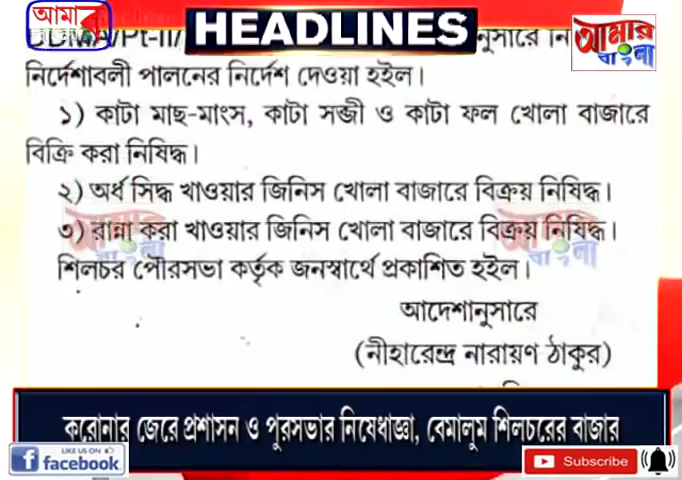 আমার
বাংলা
HEADLINES
আমার
বাংলা
নুসারে
নির্দেশাবলী পালনের নির্দেশ দেওয়া হইল।
১) কাটা মাছ-মাংস, কাটা সব্জী ও কাটা ফল খোলা বাজারে
বিক্রি করা নিষিদ্ধ।
২) অর্ধ সিদ্ধ খাওয়ার জিনিস খোলা বাজারে বিক্রয় নিষিদ্ধ।
৩) রান্না করা খাওয়ার জিনিস খোলা বাজারে বিক্রয় নিষিদ্ধ।
শিলচর পৌরসভা কর্তৃক জনস্বার্থে প্রকাশিত হইল।
আদেশানুসারে
(নীহারেন্দ্র নারায়ণ ঠাকুর)
করোনার জেরে প্রশাসন ও পুরসভার নিষেধাজ্ঞা, বেমালুম শিলচরের বাজার
LIKE US ON
facebook
Subscribe